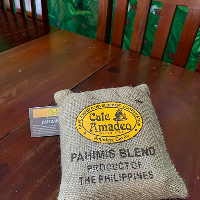 Cafe
Amadeo
PAHIMIS BLEND
PRODUCT OF
THE PHILIPPINES